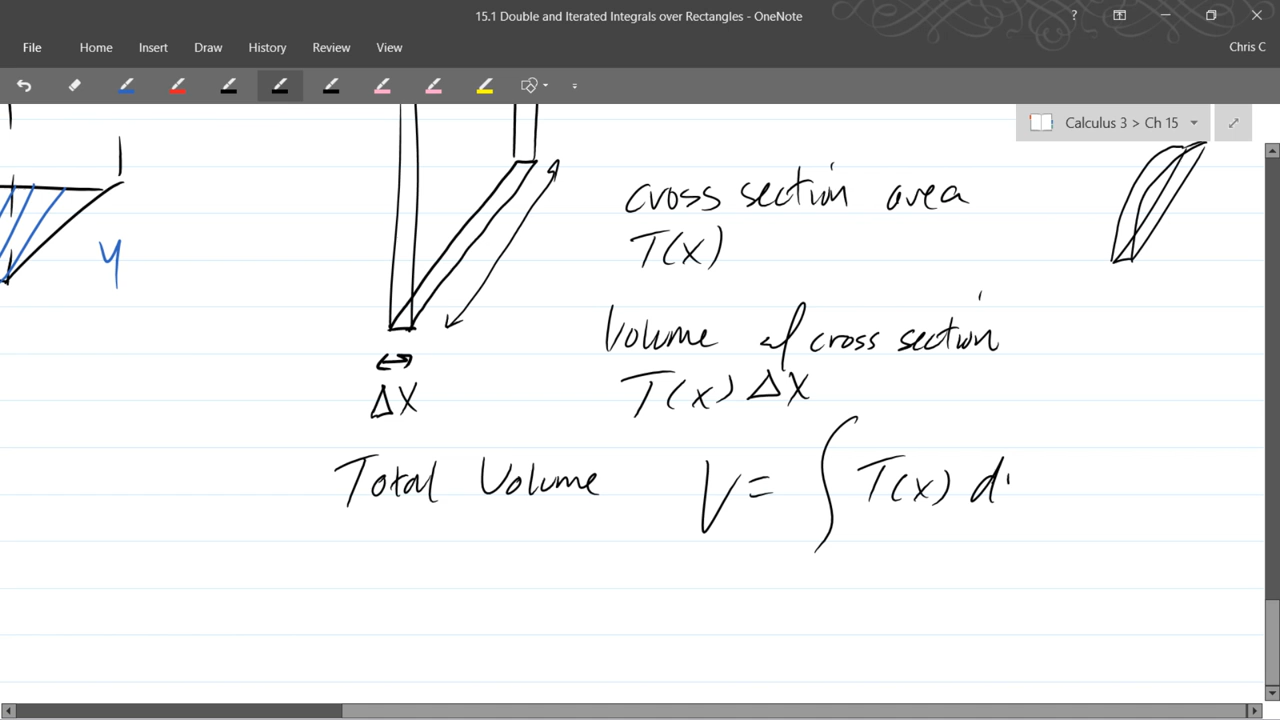 15.1 Double and Iterated Integrals over Rectangles - OneNote
?
File Home Insert Draw History Review View
Chris C
Calculus 3 > Ch 15
y
cross section area
T(x)
Volume of cross section
T(x) Δx
Δx
Total Volume V = ∫ T(x) d